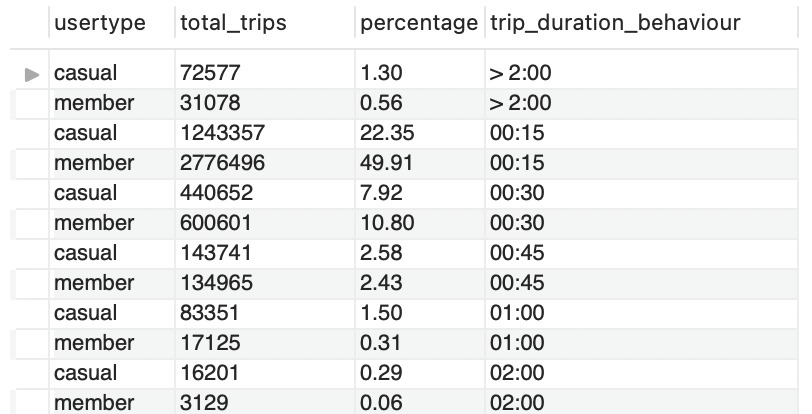 usertype total_trips percentage trip_duration_behaviour
casual 72577 1.30 > 2:00
member 31078 0.56 > 2:00
casual 1243357 22.35 00:15
member 2776496 49.91 00:15
casual 440652 7.92 00:30
member 600601 10.80 00:30
casual 143741 2.58 00:45
member 134965 2.43 00:45
casual 83351 1.50 01:00
member 17125 0.31 01:00
casual 16201 0.29 02:00
member 3129 0.06 02:00